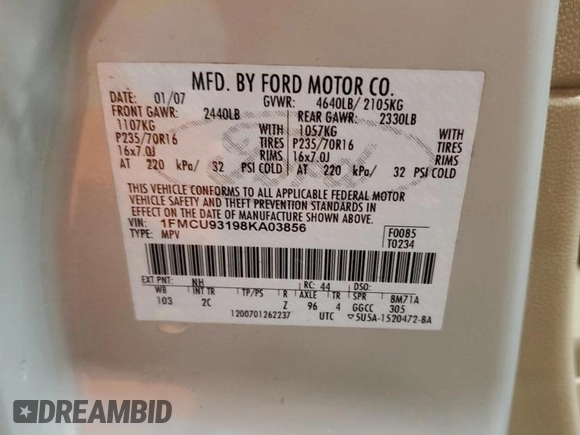 MFD. BY FORD MOTOR CO.
DATE: 01/07 GVWR: 4640LB/ 2105KG
FRONT GAWR: 2440LB REAR GAWR: 2330LB
1107KG WITH 1057KG WITH
P235/70R16 TIRES P235/70R16 TIRES
16x7.0J RIMS 16x7.0J RIMS
AT 220 kPa/ 32 PSI COLD AT 220 kPa/ 32 PSI COLD
THIS VEHICLE CONFORMS TO ALL APPLICABLE FEDERAL MOTOR
VEHICLE SAFETY AND THEFT PREVENTION STANDARDS IN
EFFECT ON THE DATE OF MANUFACTURE SHOWN ABOVE.
VIN: 1FMCU93198KA03856 F0085
TYPE: MPV T0234
EXT PNT: NH RC: 44 DSO:
WB INT TR TP/PS R AXLE TR SPR BM71A
103 2C Z 96 4 GGCC 305
1200701262237 UTC ▽5U5A-1520472-BA
Ford
DREAMBID